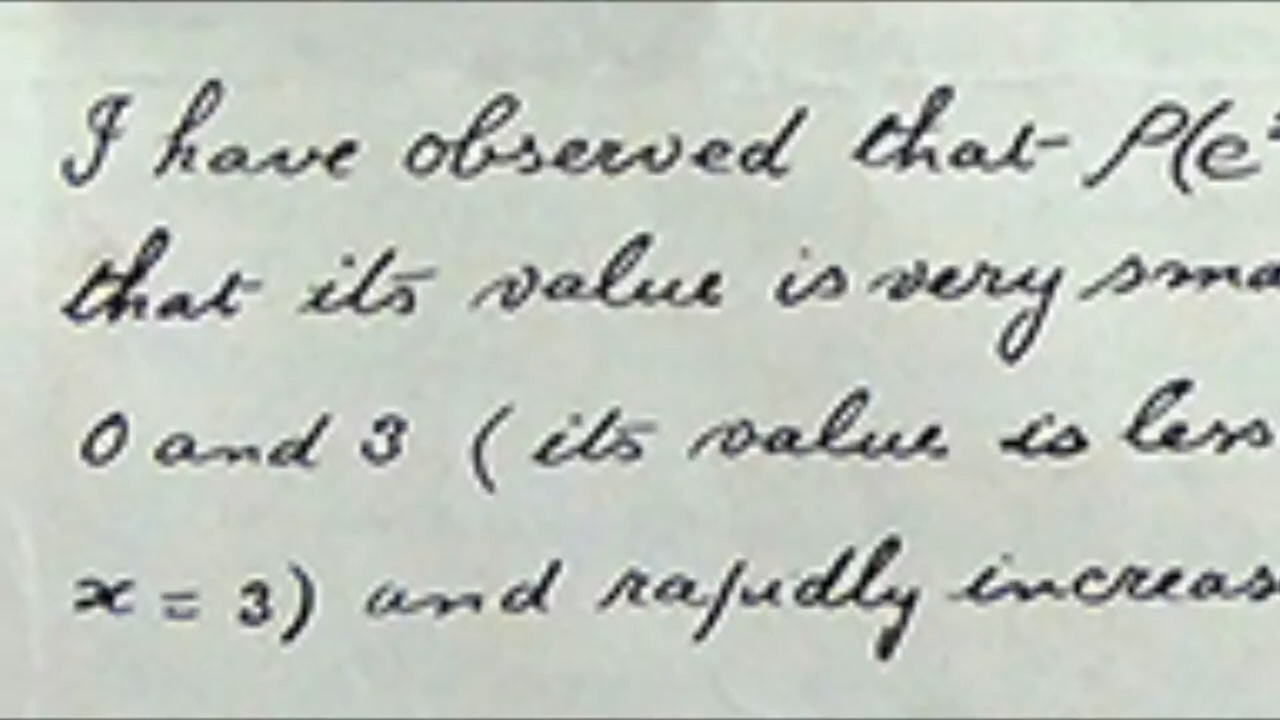 I have observed that ρ(e
that its value is very sma
0 and 3 (its value is less
x = 3) and rapidly increas